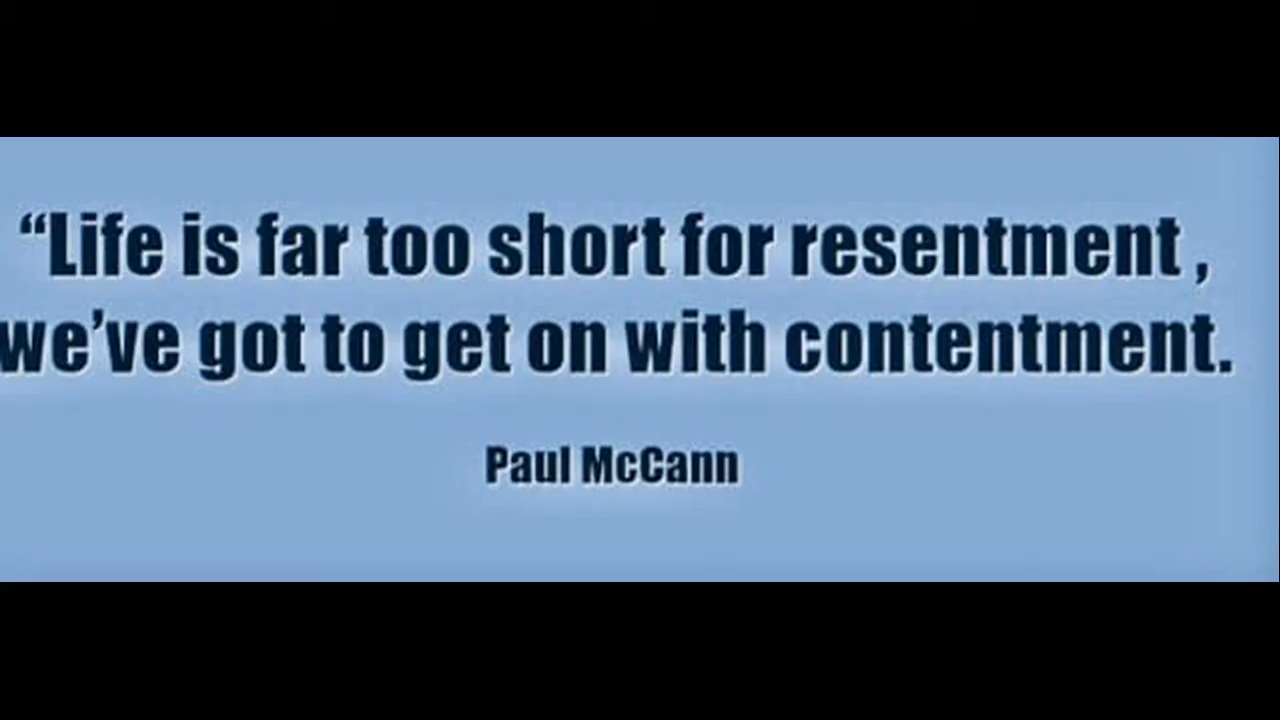 “Life is far too short for resentment ,
we’ve got to get on with contentment.
Paul McCann